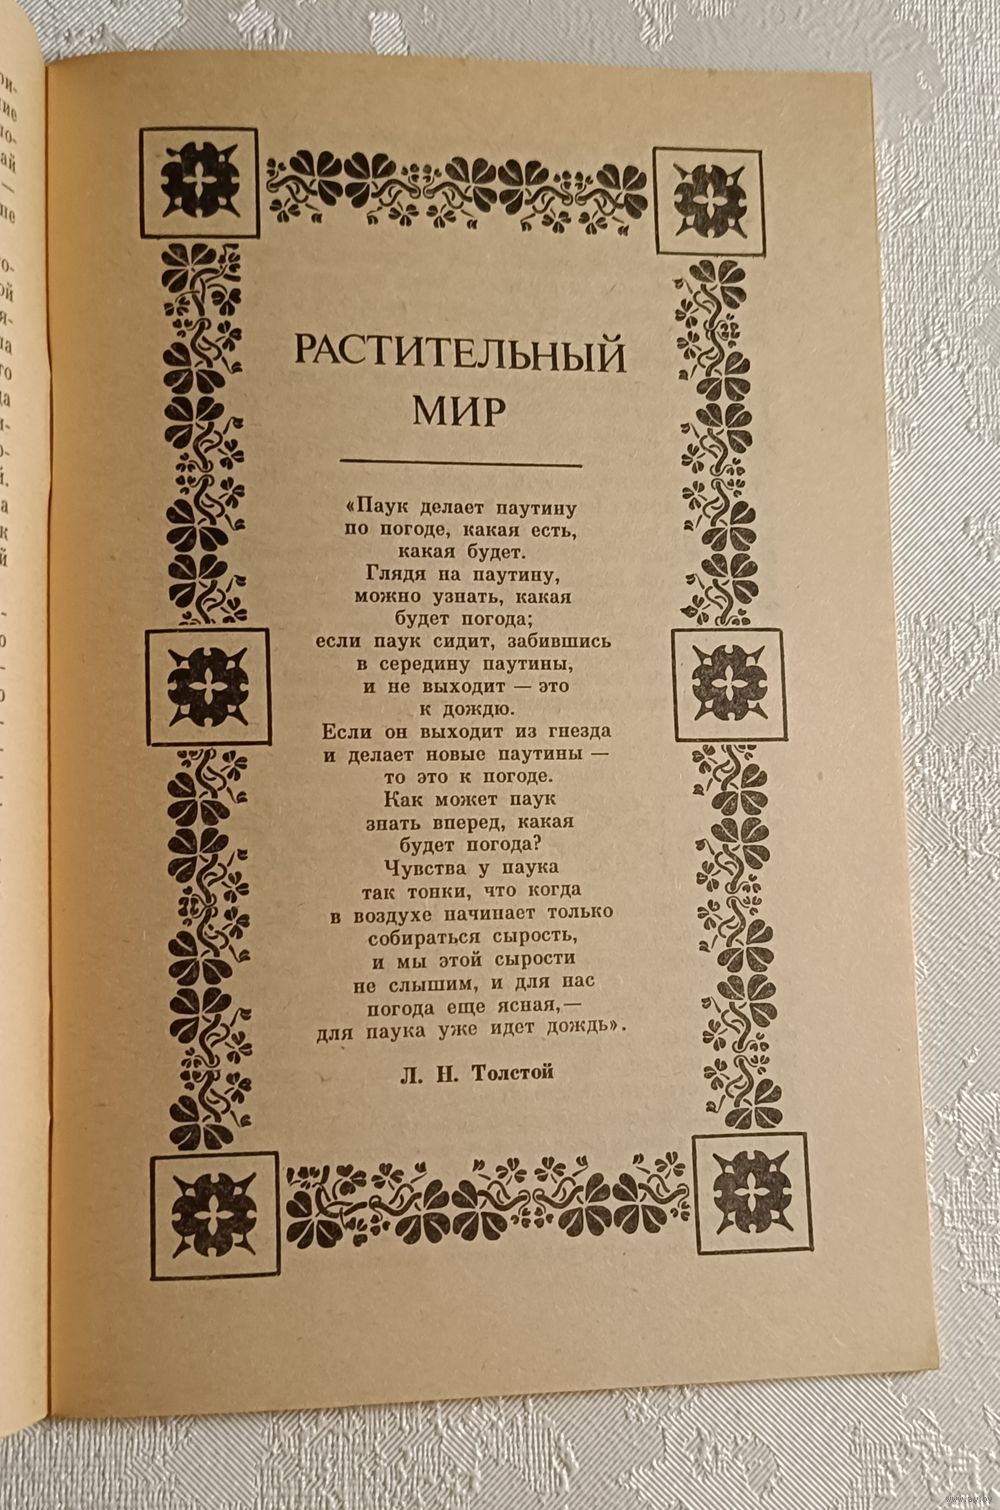 РАСТИТЕЛЬНЫЙ
МИР
«Паук делает паутину
по погоде, какая есть,
какая будет.
Глядя на паутину,
можно узнать, какая
будет погода;
если паук сидит, забившись
в середину паутины,
и не выходит — это
к дождю.
Если он выходит из гнезда
и делает новые паутины —
то это к погоде.
Как может паук
знать вперед, какая
будет погода?
Чувства у паука
так тонки, что когда
в воздухе начинает только
собираться сырость,
и мы этой сырости
не слышим, и для нас
погода еще ясная,—
для паука уже идет дождь».
Л. Н. Толстой